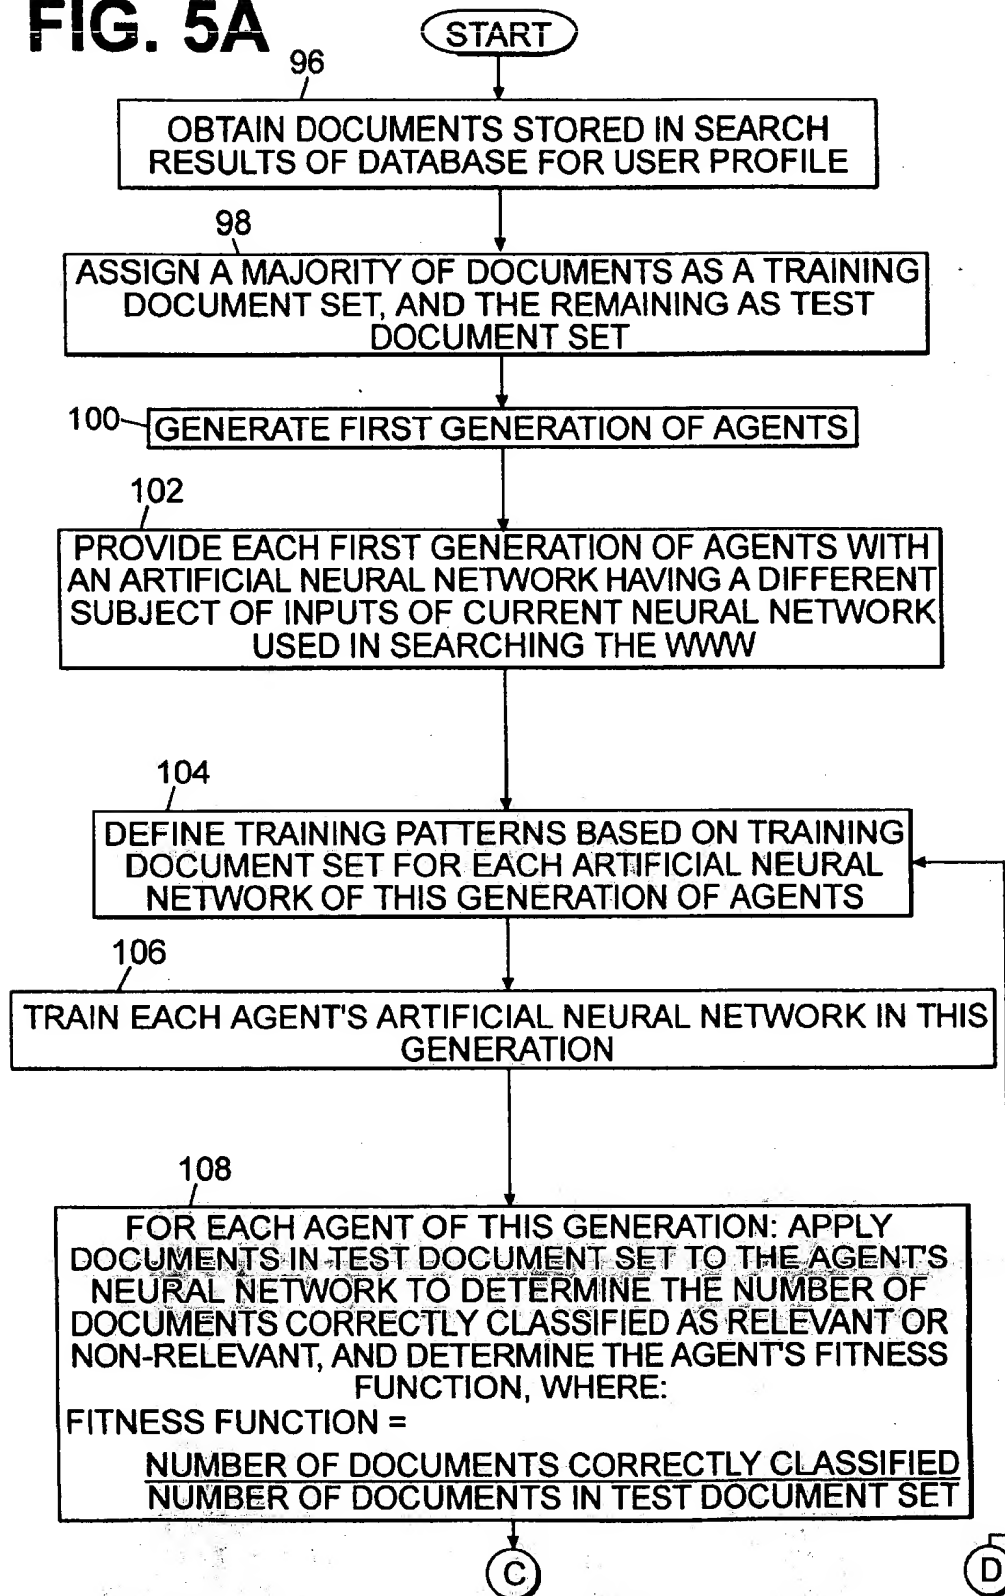 FIG. 5A
START
96
OBTAIN DOCUMENTS STORED IN SEARCH
RESULTS OF DATABASE FOR USER PROFILE
98
ASSIGN A MAJORITY OF DOCUMENTS AS A TRAINING
DOCUMENT SET, AND THE REMAINING AS TEST
DOCUMENT SET
100
GENERATE FIRST GENERATION OF AGENTS
102
PROVIDE EACH FIRST GENERATION OF AGENTS WITH
AN ARTIFICIAL NEURAL NETWORK HAVING A DIFFERENT
SUBJECT OF INPUTS OF CURRENT NEURAL NETWORK
USED IN SEARCHING THE WWW
104
DEFINE TRAINING PATTERNS BASED ON TRAINING
DOCUMENT SET FOR EACH ARTIFICIAL NEURAL
NETWORK OF THIS GENERATION OF AGENTS
106
TRAIN EACH AGENT'S ARTIFICIAL NEURAL NETWORK IN THIS
GENERATION
108
FOR EACH AGENT OF THIS GENERATION: APPLY
DOCUMENTS IN TEST DOCUMENT SET TO THE AGENT'S
NEURAL NETWORK TO DETERMINE THE NUMBER OF
DOCUMENTS CORRECTLY CLASSIFIED AS RELEVANT OR
NON-RELEVANT, AND DETERMINE THE AGENT'S FITNESS
FUNCTION, WHERE:
FITNESS FUNCTION =
NUMBER OF DOCUMENTS CORRECTLY CLASSIFIED
NUMBER OF DOCUMENTS IN TEST DOCUMENT SET
C
D